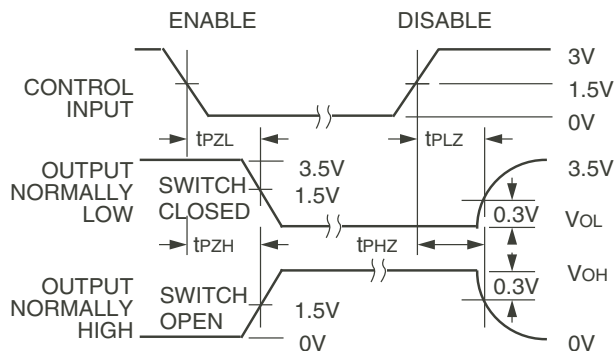 ENABLE
DISABLE
CONTROL
INPUT
3V
1.5V
0V
tPZL
tPLZ
OUTPUT
NORMALLY
LOW
SWITCH
CLOSED
3.5V
1.5V
3.5V
0.3V
VOL
tPZH
tPHZ
OUTPUT
NORMALLY
HIGH
SWITCH
OPEN
1.5V
0V
VOH
0.3V
0V